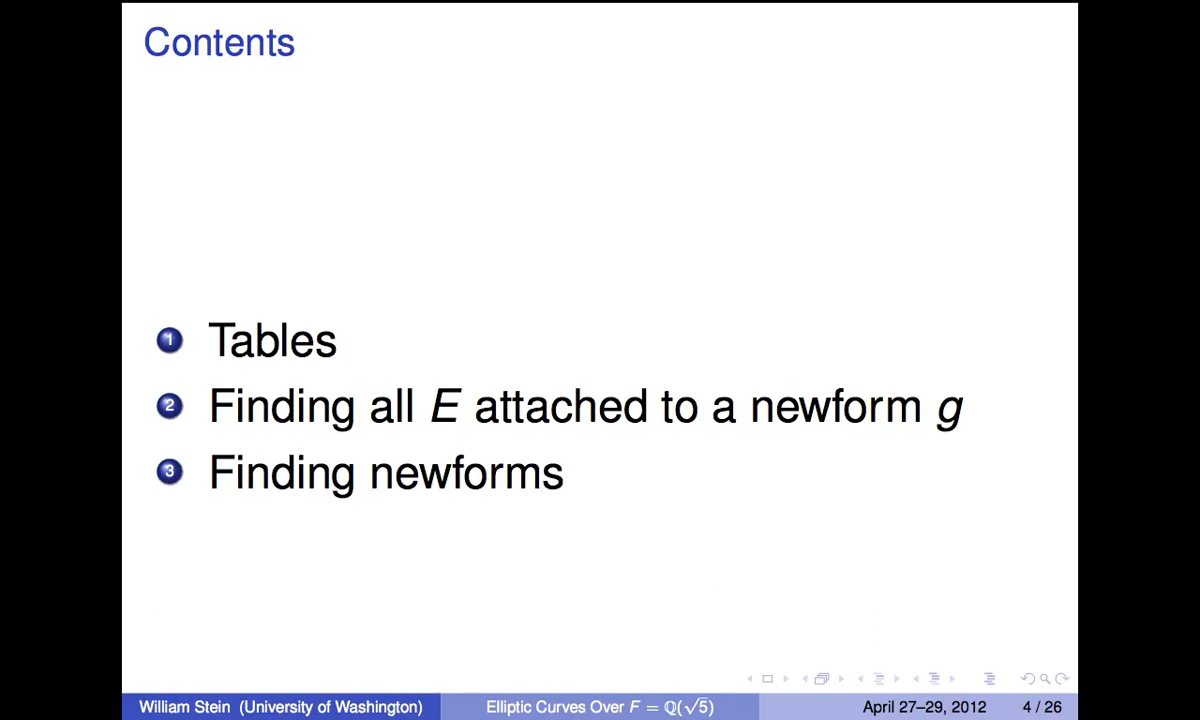 Contents
1 Tables
2 Finding all E attached to a newform g
3 Finding newforms
William Stein (University of Washington) Elliptic Curves Over F = ℚ(√5) April 27–29, 2012 4 / 26